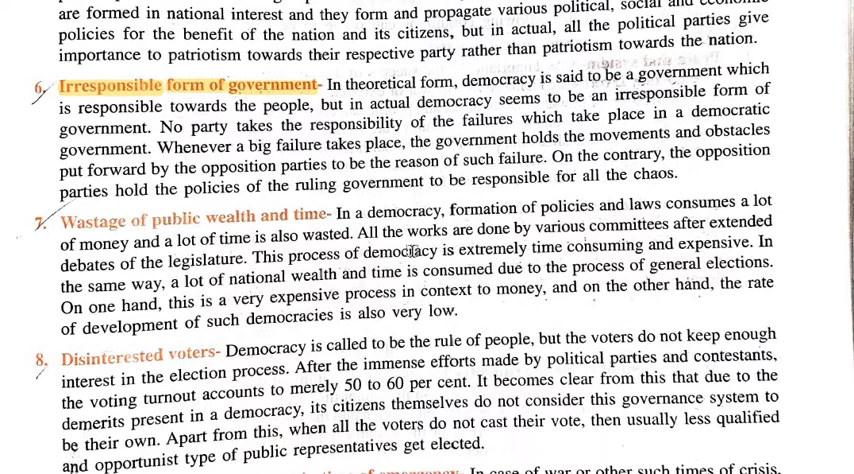 are formed in national interest and they form and propagate various political, social and economic
policies for the benefit of the nation and its citizens, but in actual, all the political parties give
importance to patriotism towards their respective party rather than patriotism towards the nation.
6. Irresponsible form of government- In theoretical form, democracy is said to be a government which
is responsible towards the people, but in actual democracy seems to be an irresponsible form of
government. No party takes the responsibility of the failures which take place in a democratic
government. Whenever a big failure takes place, the government holds the movements and obstacles
put forward by the opposition parties to be the reason of such failure. On the contrary, the opposition
parties hold the policies of the ruling government to be responsible for all the chaos.
7. Wastage of public wealth and time- In a democracy, formation of policies and laws consumes a lot
of money and a lot of time is also wasted. All the works are done by various committees after extended
debates of the legislature. This process of democracy is extremely time consuming and expensive. In
the same way, a lot of national wealth and time is consumed due to the process of general elections.
On one hand, this is a very expensive process in context to money, and on the other hand, the rate
of development of such democracies is also very low.
8. Disinterested voters- Democracy is called to be the rule of people, but the voters do not keep enough
interest in the election process. After the immense efforts made by political parties and contestants,
the voting turnout accounts to merely 50 to 60 per cent. It becomes clear from this that due to the
demerits present in a democracy, its citizens themselves do not consider this governance system to
be their own. Apart from this, when all the voters do not cast their vote, then usually less qualified
and opportunist type of public representatives get elected.
In case of war or other such times of crisis,